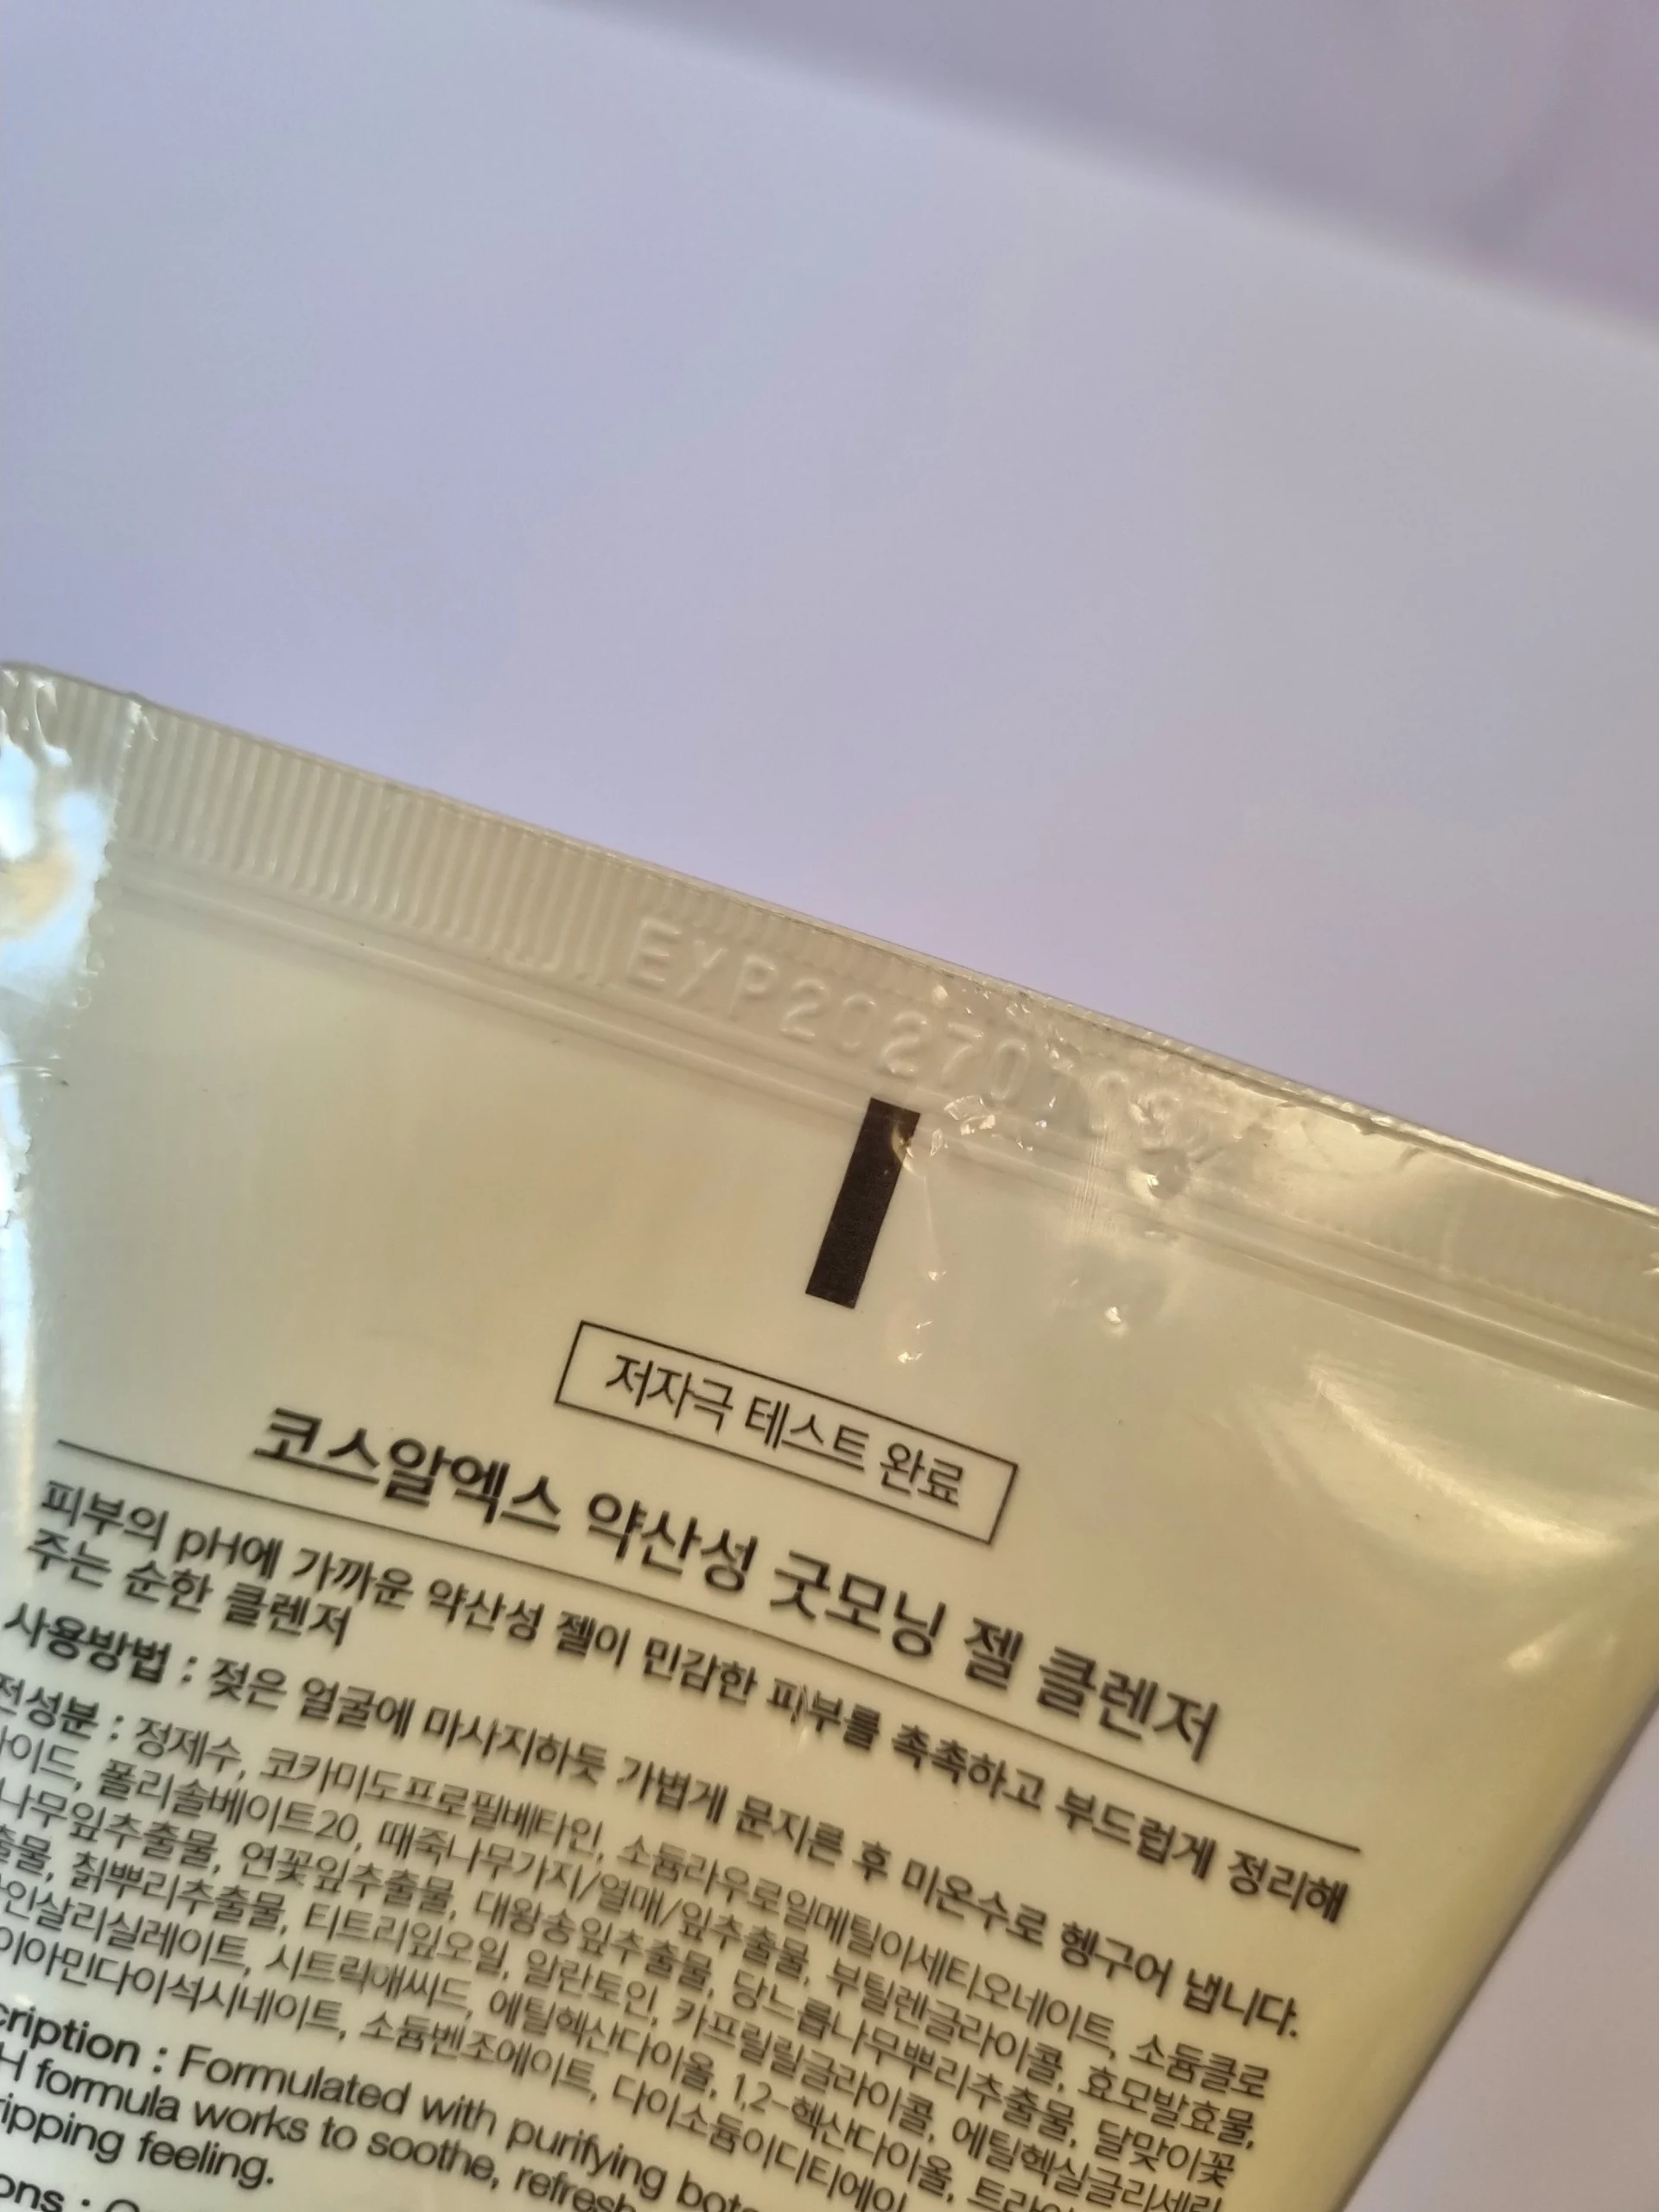 저자극 테스트 완료
코스알엑스 약산성 굿모닝 젤 클렌저
피부의 pH에 가까운 약산성 젤이 민감한 피부를 촉촉하고 부드럽게 정리해
주는 순한 클렌저
사용방법 : 젖은 얼굴에 마사지하듯 가볍게 문지른 후 미온수로 헹구어 냅니다.
전성분 : 정제수, 코카미도프로필베타인, 소듐라우로일메틸이세티오네이트, 소듐클로
라이드, 폴리솔베이트20, 때죽나무가지/열매/잎추출물, 부틸렌글라이콜, 효모발효물,
나무잎추출물, 연꽃잎추출물, 대왕송잎추출물, 당느릅나무뿌리추출물, 달맞이꽃
출물, 칡뿌리추출물, 티트리잎오일, 알란토인, 카프릴릴글라이콜, 에틸헥실글리세린
인살리실레이트, 시트릭애씨드, 에틸헥산다이올, 1,2-헥산다이올,
이아민다이석시네이트, 소듐벤조에이트, 다이소듐이디티에이
cription : Formulated with purifying
H formula works to soothe, refresh
ipping feeling.
ons :